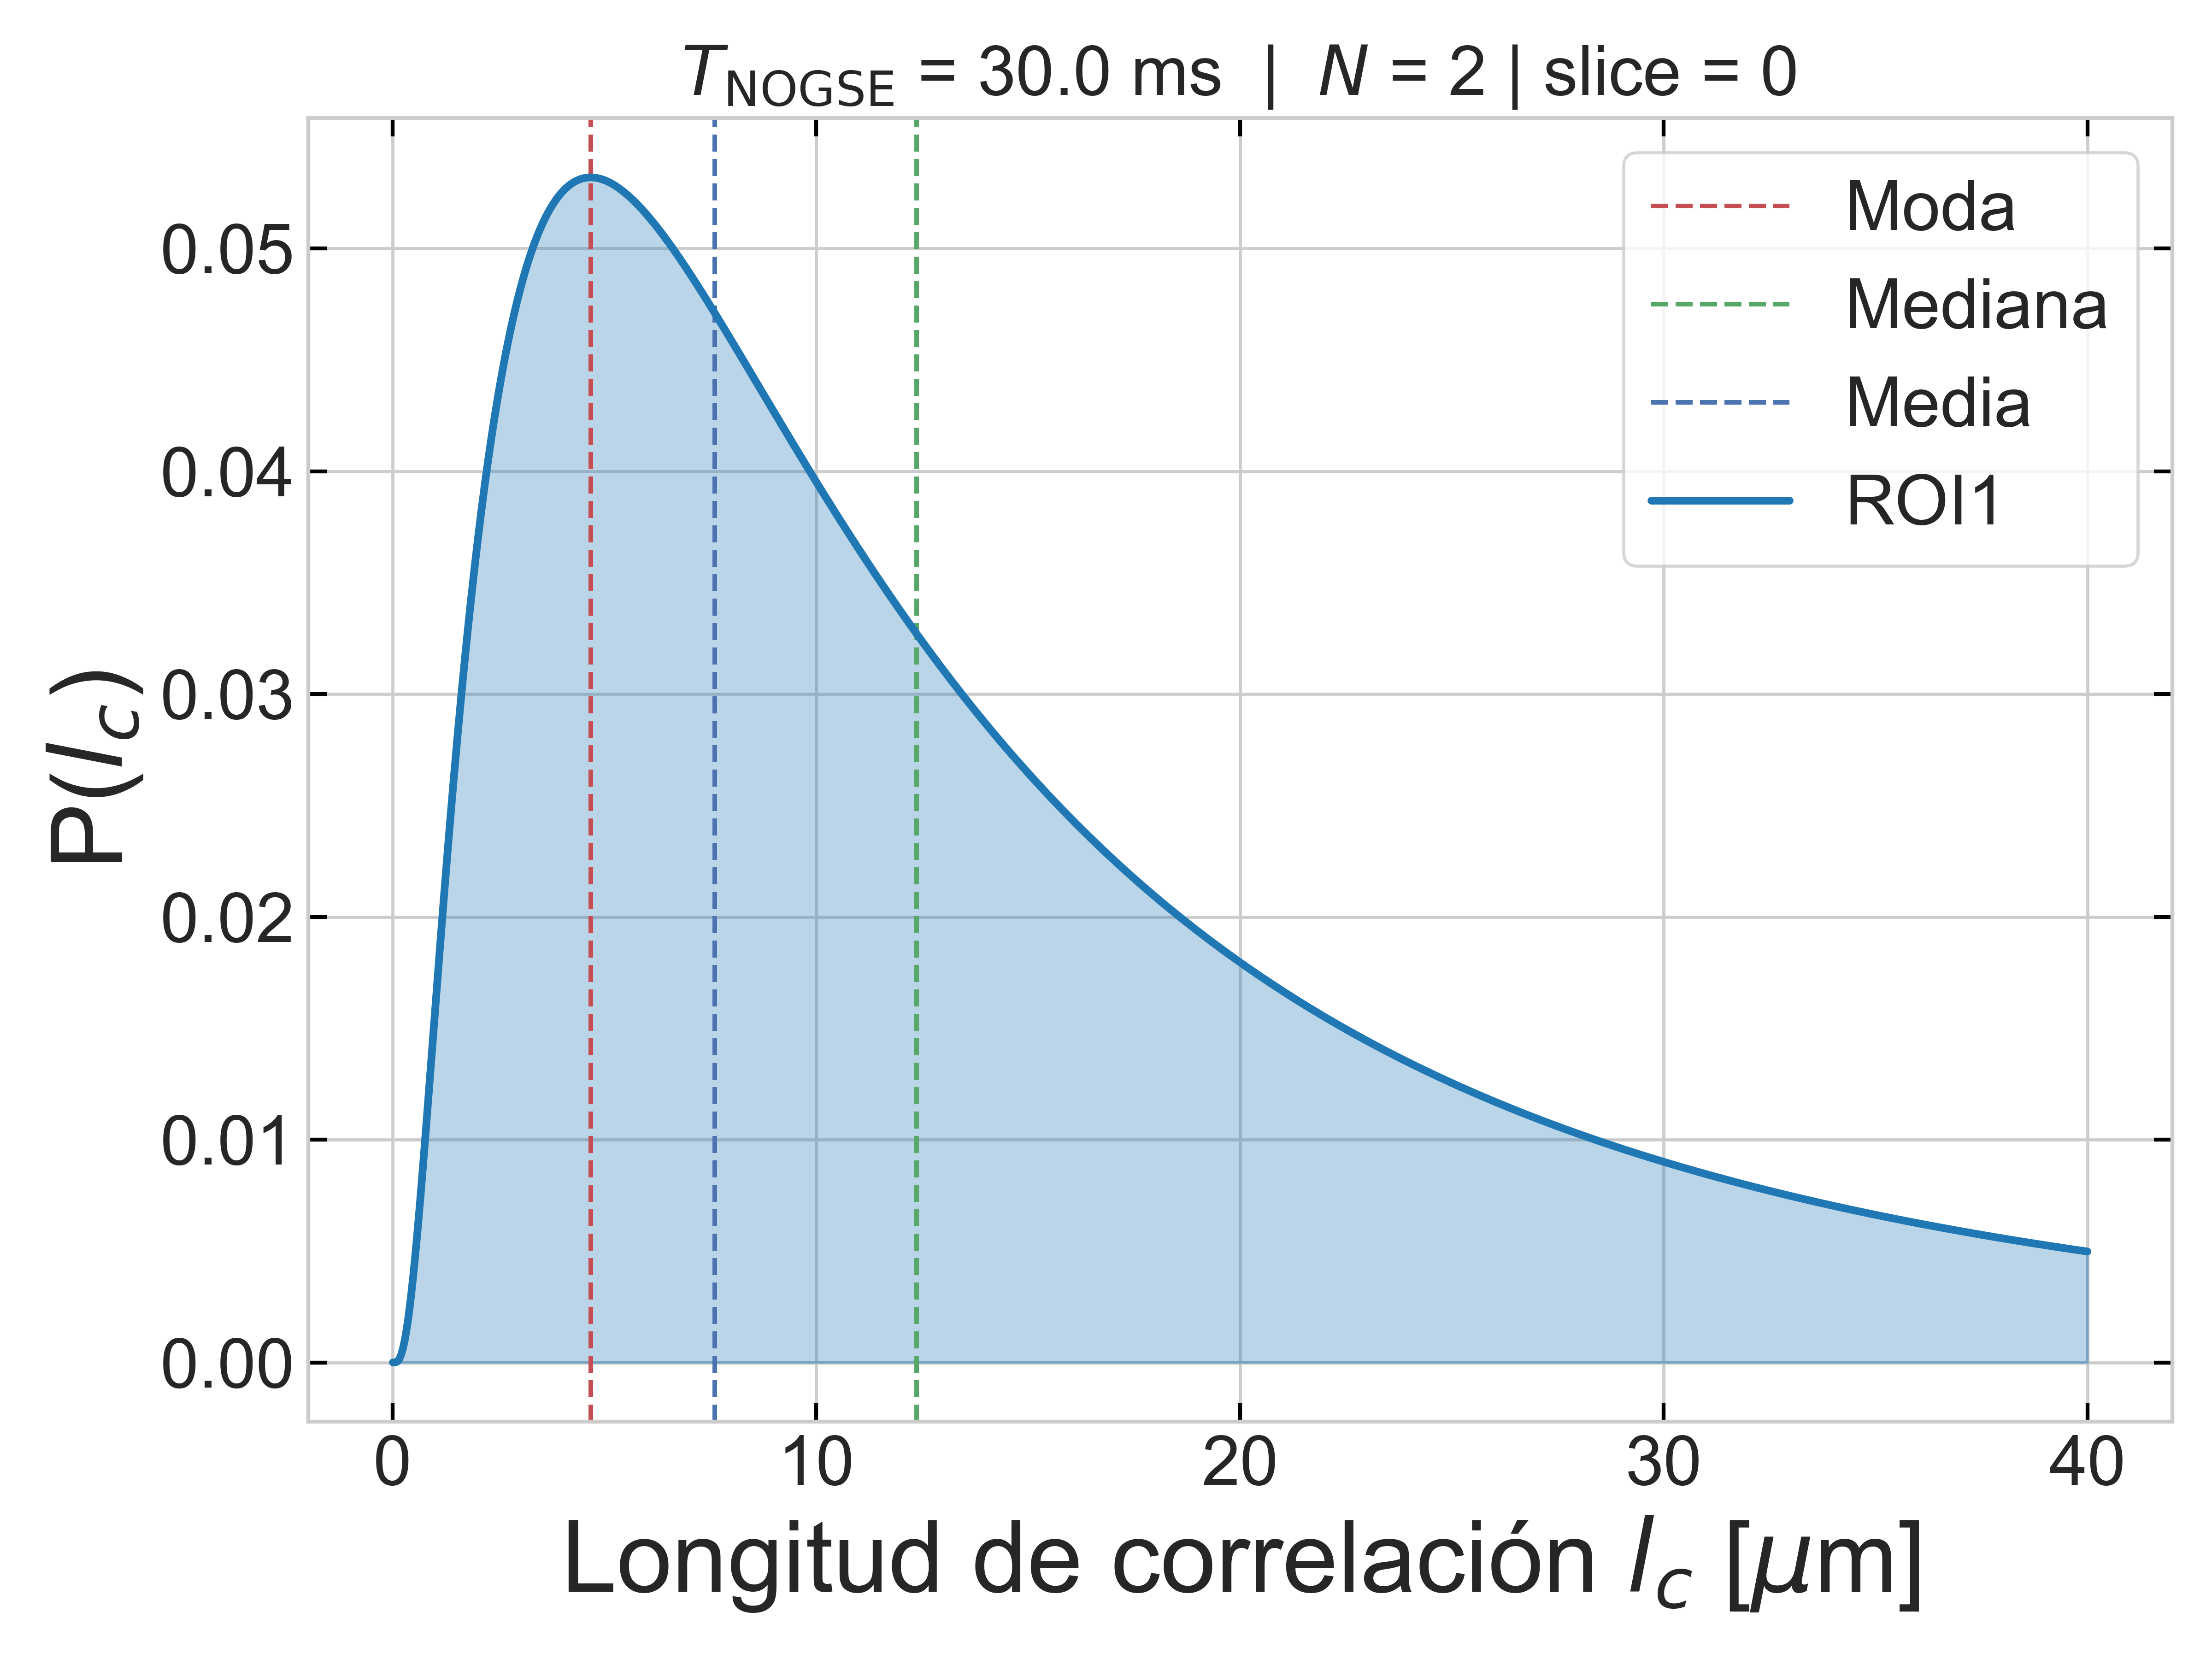 T_NOGSE = 30.0 ms | N = 2 | slice = 0
Moda
Mediana
Media
ROI1
P(l_c)
0.05
0.04
0.03
0.02
0.01
0.00
0 10 20 30 40
Longitud de correlación l_c [μm]